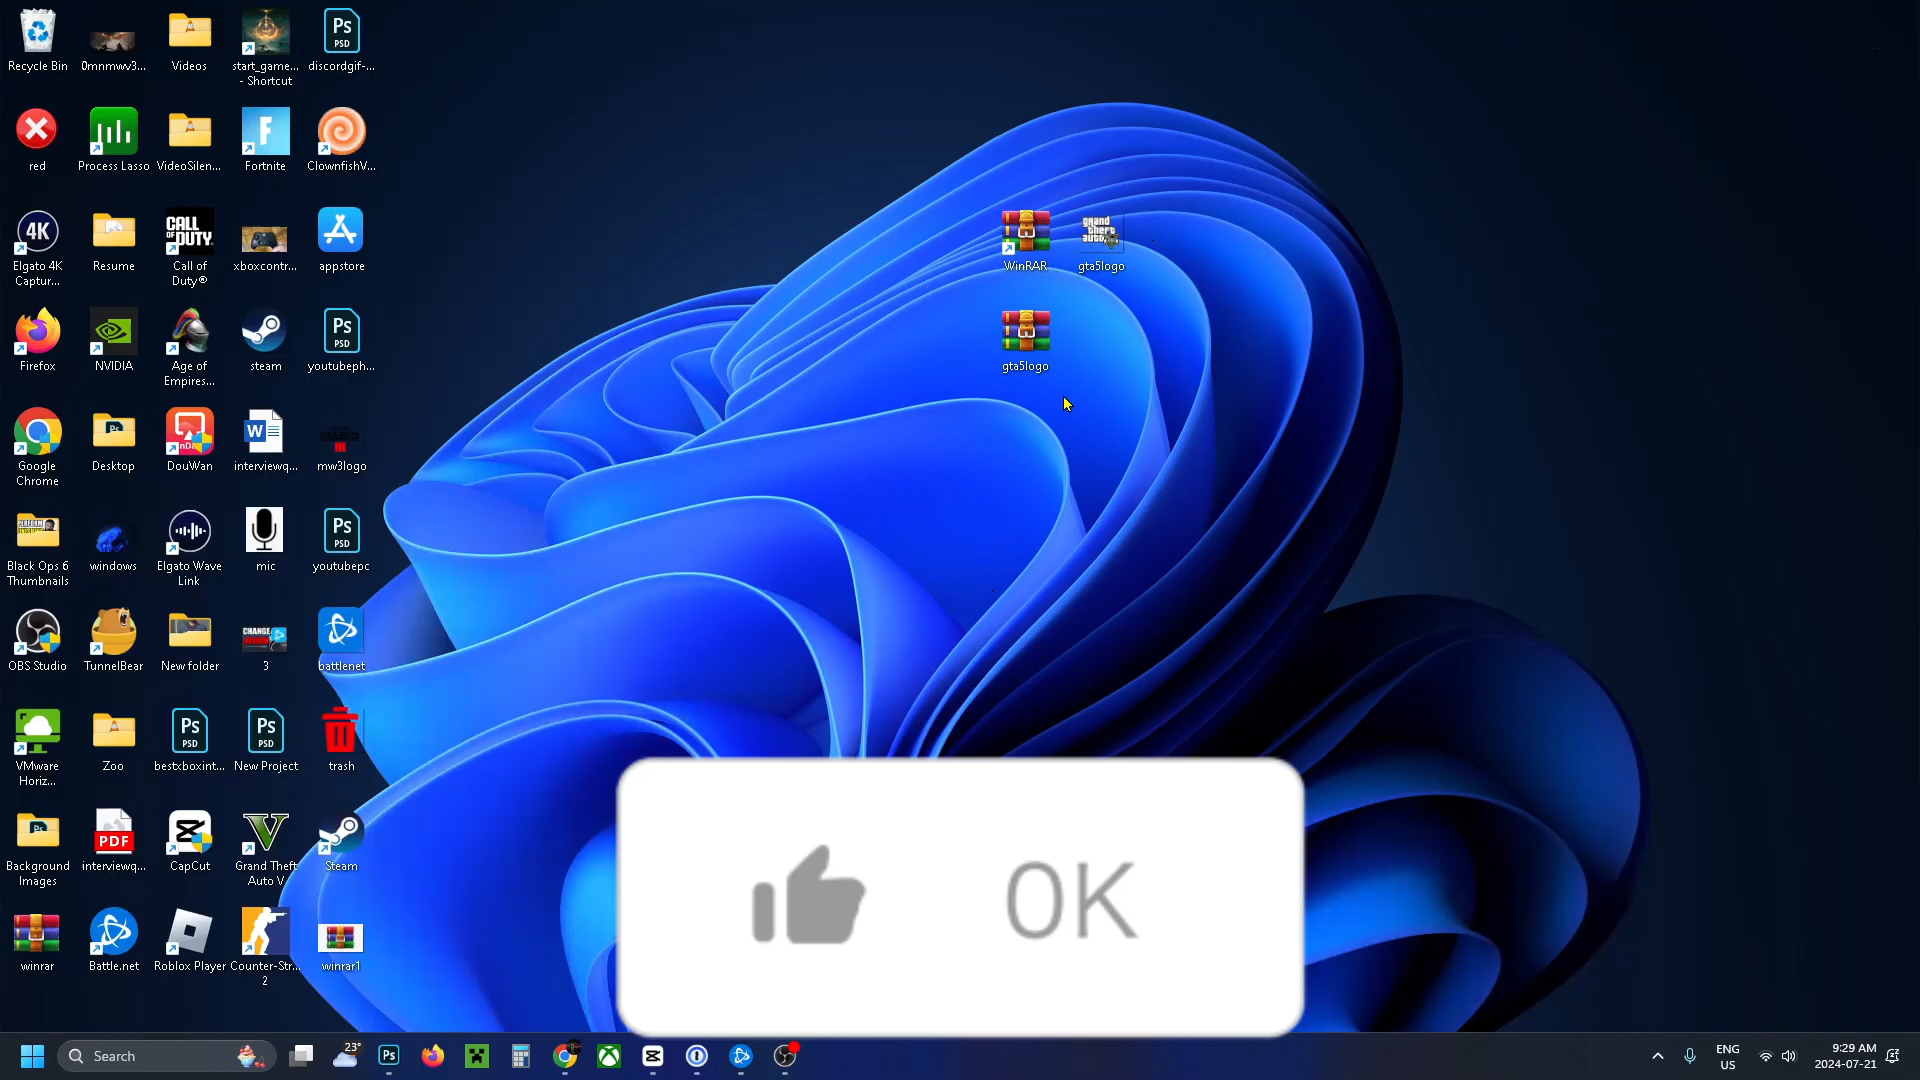 Recycle Bin
0mnmwv3...
Videos
start_game... - Shortcut
discordgif-...
red
Process Lasso
VideoSilen...
Fortnite
ClownfishV...
Elgato 4K Captur...
Resume
Call of Duty®
xboxcontr...
appstore
Firefox
NVIDIA
Age of Empires...
steam
youtubeph...
Google Chrome
Desktop
DouWan
interviewq...
mw3logo
Black Ops 6 Thumbnails
windows
Elgato Wave Link
mic
youtubepc
OBS Studio
TunnelBear
New folder
3
battlenet
VMware Horiz...
Zoo
bestxboxint...
New Project
trash
Background Images
interviewq...
CapCut
Grand Theft Auto V
Steam
winrar
Battle.net
Roblox Player
Counter-Str... 2
winrar1
WinRAR
gta5logo
gta5logo
0K
Search
23°
ENG
US
9:29 AM
2024-07-21